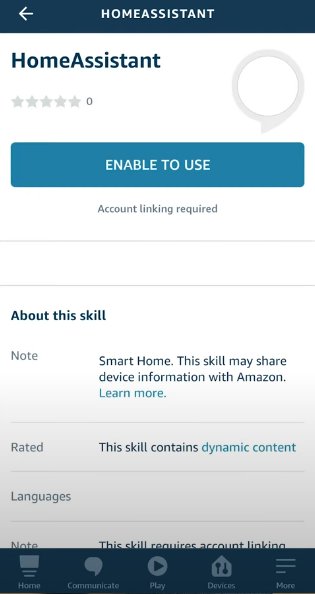 HOMEASSISTANT
HomeAssistant
0
ENABLE TO USE
Account linking required
About this skill
Note
Smart Home. This skill may share
device information with Amazon.
Learn more.
Rated
This skill contains dynamic content
Languages
Note
This skill requires account linking
Home
Communicate
Play
Devices
More